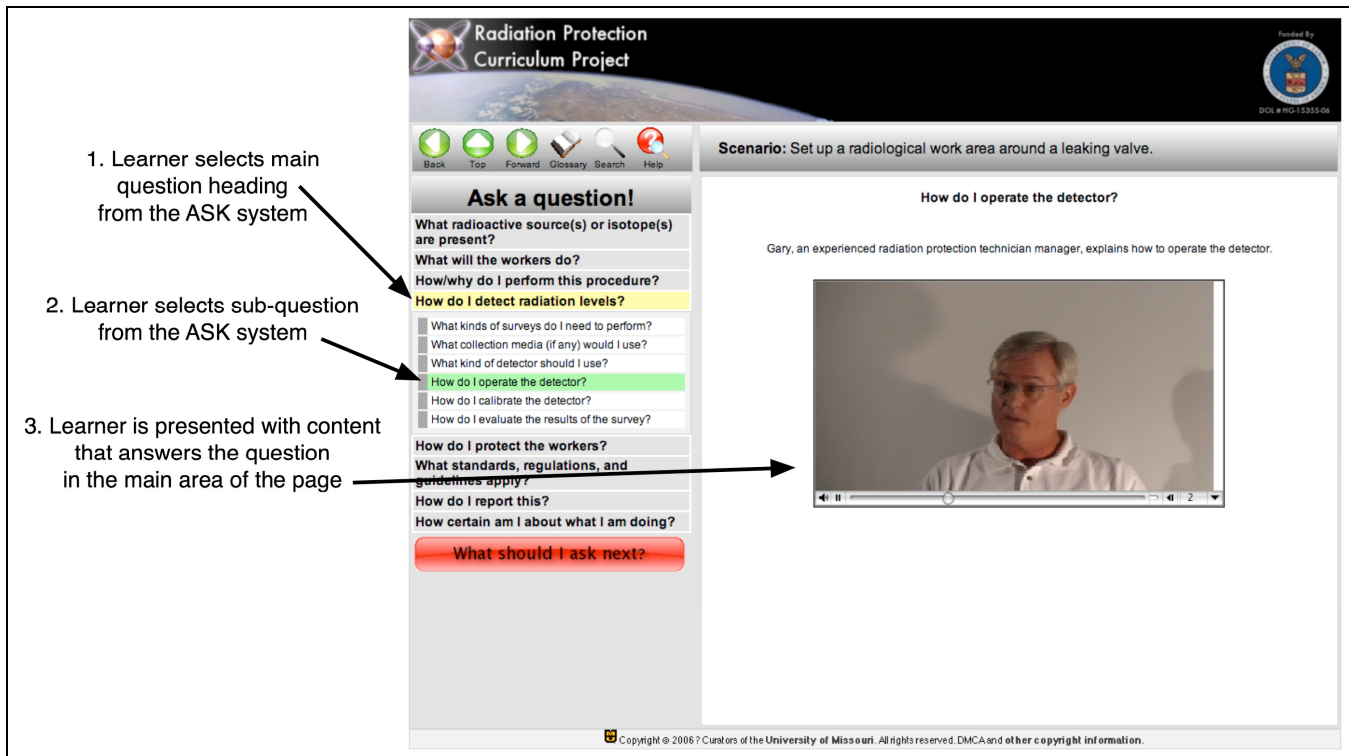 Radiation Protection
Curriculum Project
Funded By
DOL # HG-15355-06
1. Learner selects main
question heading
from the ASK system
2. Learner selects sub-question
from the ASK system
3. Learner is presented with content
that answers the question
in the main area of the page
Back Top Forward Glossary Search Help
Ask a question!
What radioactive source(s) or isotope(s)
are present?
What will the workers do?
How/why do I perform this procedure?
How do I detect radiation levels?
What kinds of surveys do I need to perform?
What collection media (if any) would I use?
What kind of detector should I use?
How do I operate the detector?
How do I calibrate the detector?
How do I evaluate the results of the survey?
How do I protect the workers?
What standards, regulations, and
guidelines apply?
How do I report this?
How certain am I about what I am doing?
What should I ask next?
Scenario: Set up a radiological work area around a leaking valve.
How do I operate the detector?
Gary, an experienced radiation protection technician manager, explains how to operate the detector.
2
Copyright © 2006 ? Curators of the University of Missouri. All rights reserved. DMCA and other copyright information.